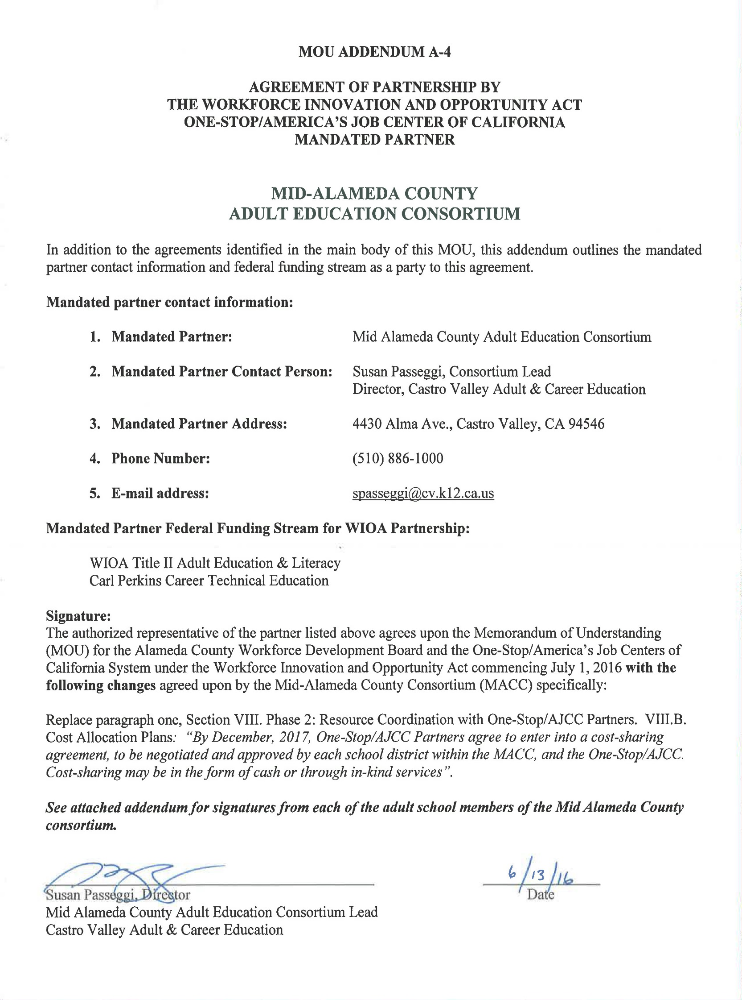 MOU ADDENDUM A-4
AGREEMENT OF PARTNERSHIP BY
THE WORKFORCE INNOVATION AND OPPORTUNITY ACT
ONE-STOP/AMERICA'S JOB CENTER OF CALIFORNIA
MANDATED PARTNER
MID-ALAMEDA COUNTY
ADULT EDUCATION CONSORTIUM
In addition to the agreements identified in the main body of this MOU, this addendum outlines the mandated
partner contact information and federal funding stream as a party to this agreement.
Mandated partner contact information:
1. Mandated Partner: Mid Alameda County Adult Education Consortium
2. Mandated Partner Contact Person: Susan Passeggi, Consortium Lead
Director, Castro Valley Adult & Career Education
3. Mandated Partner Address: 4430 Alma Ave., Castro Valley, CA 94546
4. Phone Number: (510) 886-1000
5. E-mail address: spasseggi@cv.k12.ca.us
Mandated Partner Federal Funding Stream for WIOA Partnership:
WIOA Title II Adult Education & Literacy
Carl Perkins Career Technical Education
Signature:
The authorized representative of the partner listed above agrees upon the Memorandum of Understanding
(MOU) for the Alameda County Workforce Development Board and the One-Stop/America's Job Centers of
California System under the Workforce Innovation and Opportunity Act commencing July 1, 2016 with the
following changes agreed upon by the Mid-Alameda County Consortium (MACC) specifically:
Replace paragraph one, Section VIII. Phase 2: Resource Coordination with One-Stop/AJCC Partners. VIII.B.
Cost Allocation Plans: "By December, 2017, One-Stop/AJCC Partners agree to enter into a cost-sharing
agreement, to be negotiated and approved by each school district within the MACC, and the One-Stop/AJCC.
Cost-sharing may be in the form of cash or through in-kind services".
See attached addendum for signatures from each of the adult school members of the Mid Alameda County
consortium.
6/13/16
Susan Passeggi, Director Date
Mid Alameda County Adult Education Consortium Lead
Castro Valley Adult & Career Education